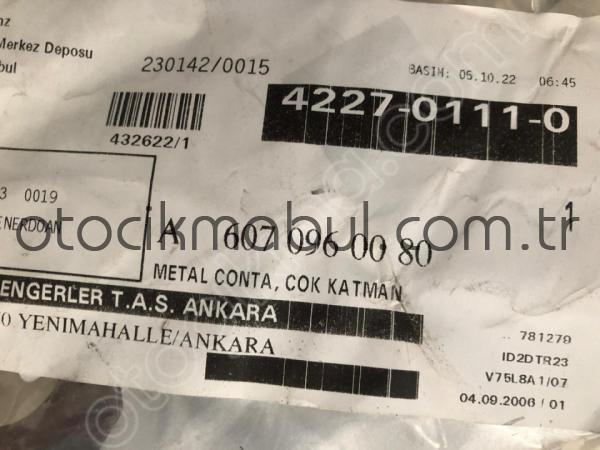 Merkez Deposu
230142/0015
BASIM: 05.10.22 06:45
4227-0111-0
432622/1
3 0019
ENERDOAN
otocikmabul.com.tr
1
A 607 096 00 80
METAL CONTA, COK KATMAN
ENGERLER T.A.S. ANKARA
YENIMAHALLE/ANKARA
781279
ID2DTR23
V75L8A1/07
04.09.2006 / 01